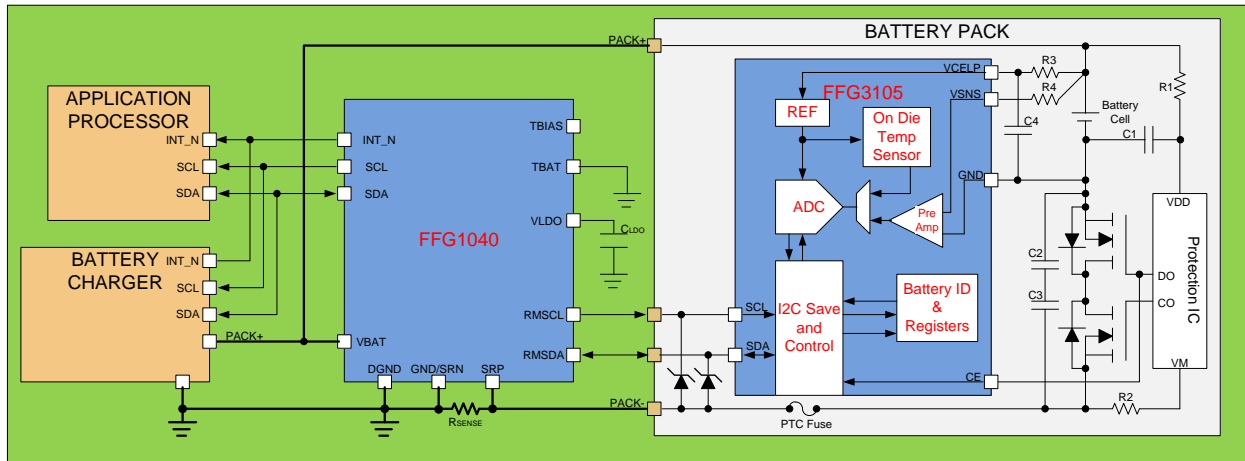 BATTERY PACK
PACK+
APPLICATION
PROCESSOR
INT_N
SCL
SDA
BATTERY
CHARGER
INT_N
SCL
SDA
PACK+
INT_N
SCL
SDA
FFG1040
VBAT
TBIAS
TBAT
VLDO
CLDO
RMSCL
RMSDA
DGND
GND/SRN
SRP
RSENSE
PACK-
FFG3105
VCELP
VSNS
REF
On Die
Temp
Sensor
ADC
Pre
Amp
GND
I2C Save
and
Control
Battery ID
&
Registers
SCL
SDA
CE
PTC Fuse
R3
R4
C4
Battery
Cell
C1
R1
C2
C3
VDD
Protection IC
DO
CO
VM
R2